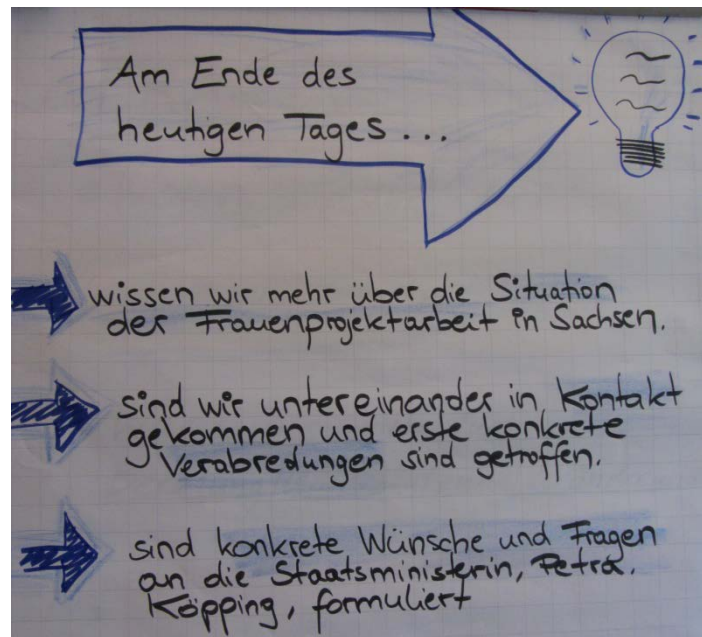 Am Ende des
heutigen Tages...
wissen wir mehr über die Situation
der Frauenprojektarbeit in Sachsen.
sind wir untereinander in Kontakt
gekommen und erste konkrete
Verabredungen sind getroffen.
sind konkrete Wünsche und Fragen
an die Staatsministerin, Petra.
Köpping, formuliert